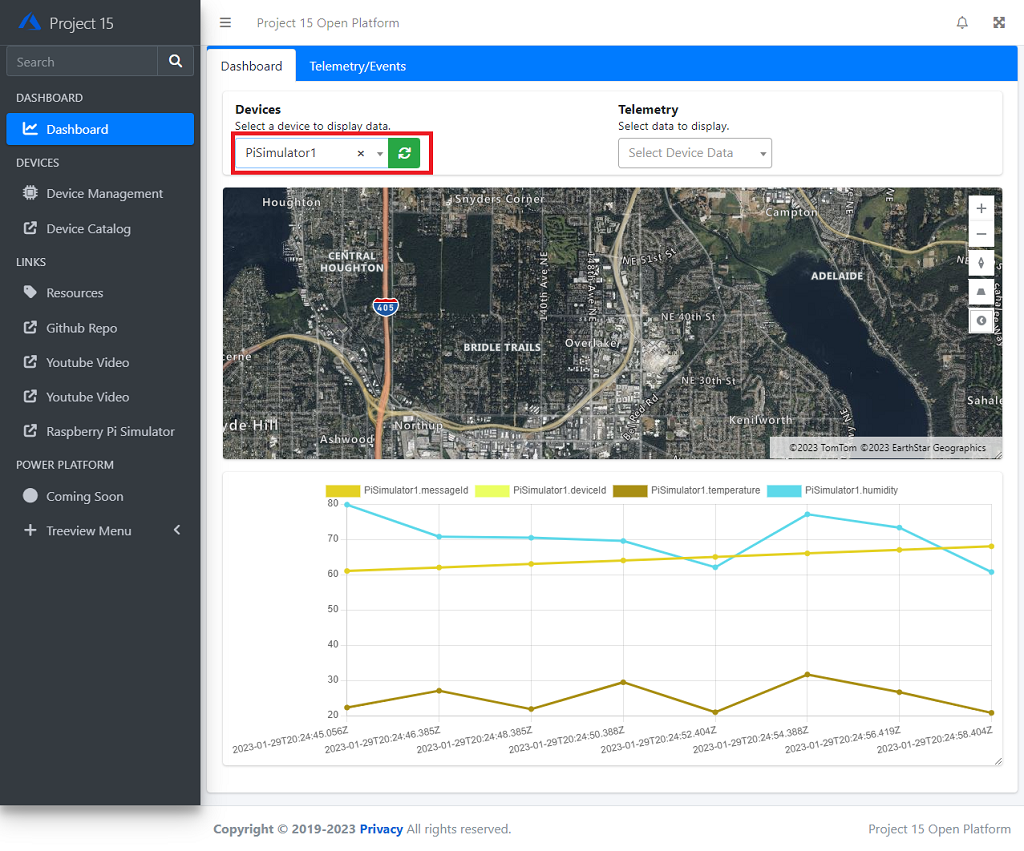 Project 15
Project 15 Open Platform
Search
DASHBOARD
Dashboard
DEVICES
Device Management
Device Catalog
LINKS
Resources
Github Repo
Youtube Video
Youtube Video
Raspberry Pi Simulator
POWER PLATFORM
Coming Soon
Treeview Menu
Dashboard Telemetry/Events
Devices
Select a device to display data.
PiSimulator1
Telemetry
Select data to display.
Select Device Data
Houghton
Snyders Corner
Campton
CENTRAL
HOUGHTON
NE 51st St
148th Ave NE
140th Ave NE
ADELAIDE
405
NE 40th St
BRIDLE TRAILS
Overlake
NE 30th St
Bel Red Rd
Kenilworth
Sahale
yde Hill
Northup
Ashwood
©2023 TomTom ©2023 EarthStar Geographics
PiSimulator1.messageId PiSimulator1.deviceId PiSimulator1.temperature PiSimulator1.humidity
80
70
60
50
40
30
20
2023-01-29T20:24:45.056Z
2023-01-29T20:24:46.385Z
2023-01-29T20:24:48.385Z
2023-01-29T20:24:50.388Z
2023-01-29T20:24:52.404Z
2023-01-29T20:24:54.388Z
2023-01-29T20:24:56.419Z
2023-01-29T20:24:58.404Z
Copyright © 2019-2023 Privacy All rights reserved.
Project 15 Open Platform